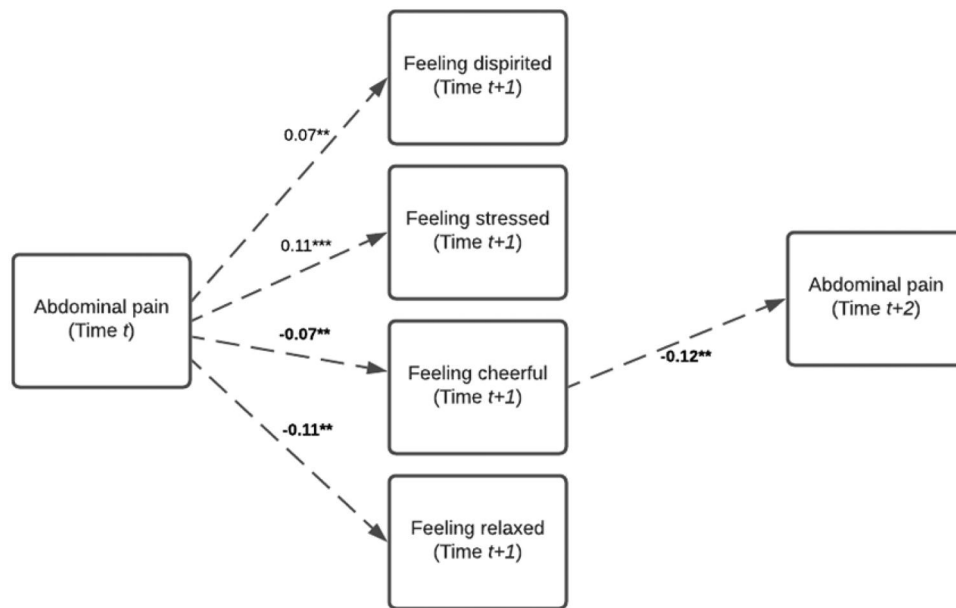 Feeling dispirited
(Time t+1)
0.07**
Feeling stressed
(Time t+1)
0.11***
Abdominal pain
(Time t)
Abdominal pain
(Time t+2)
-0.07**
Feeling cheerful
(Time t+1)
-0.12**
-0.11**
Feeling relaxed
(Time t+1)